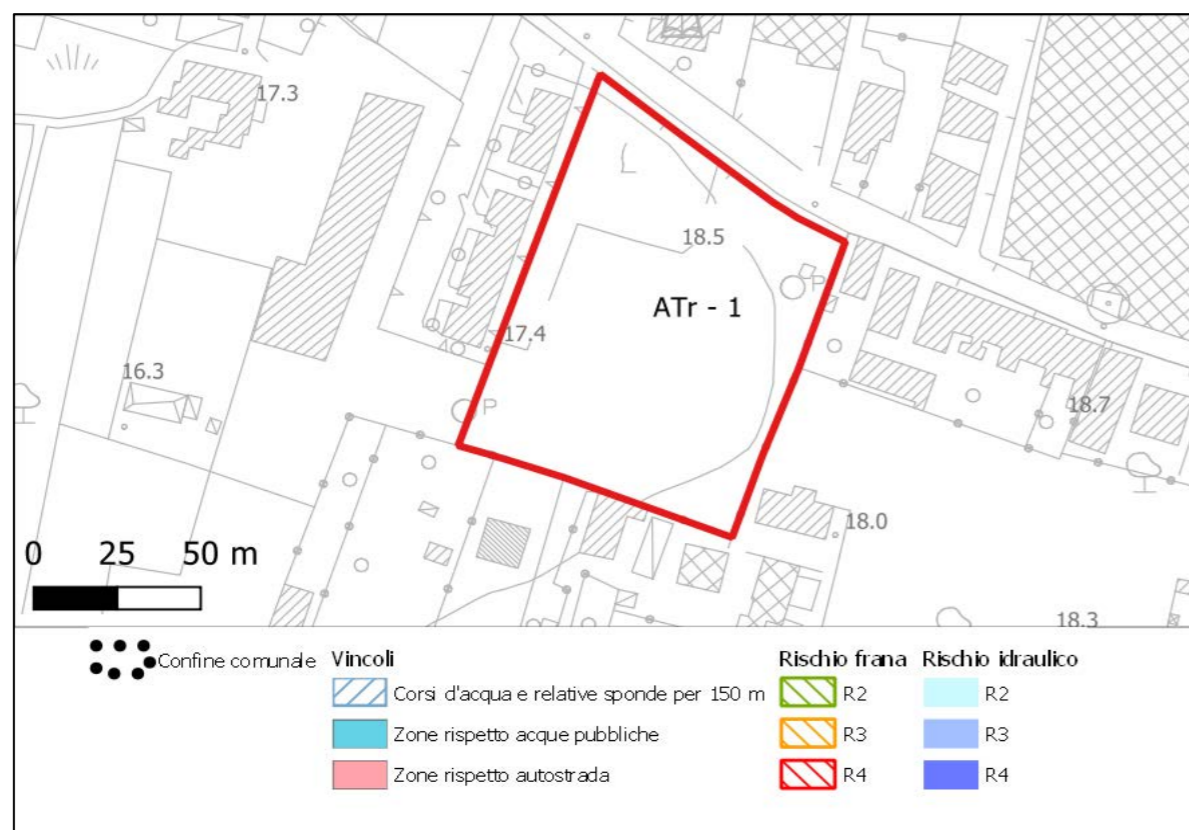 17.3
18.5
P
ATr - 1
17.4
16.3
P
18.7
18.0
0 25 50 m
18.3
Confine comunale
Vincoli
Corsi d'acqua e relative sponde per 150 m
Zone rispetto acque pubbliche
Zone rispetto autostrada
Rischio frana
R2
R3
R4
Rischio idraulico
R2
R3
R4